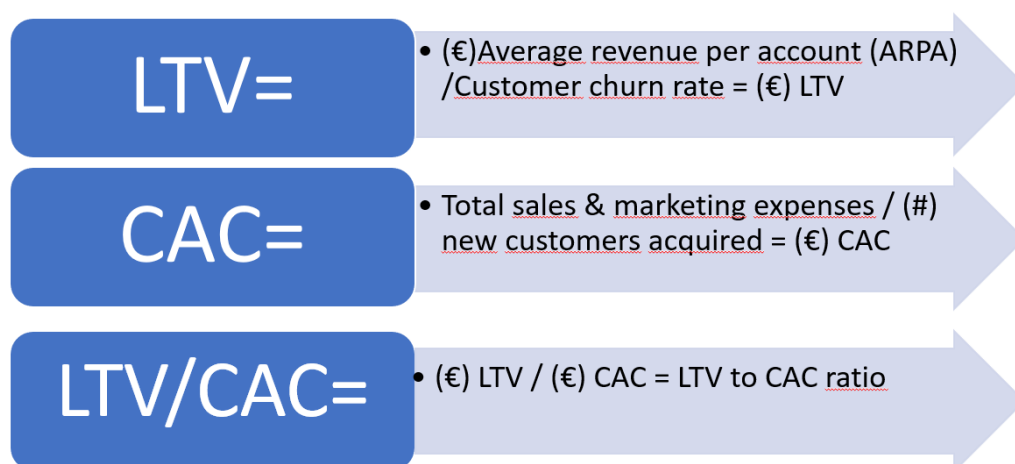 LTV=
• (€)Average revenue per account (ARPA)
/Customer churn rate = (€) LTV
CAC=
• Total sales & marketing expenses / (#)
new customers acquired = (€) CAC
LTV/CAC=
• (€) LTV / (€) CAC = LTV to CAC ratio